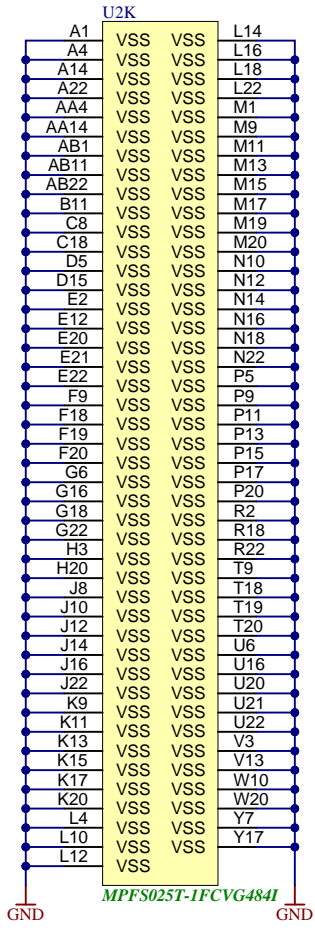 U2K
A1 VSS VSS L14
A4 VSS VSS L16
A14 VSS VSS L18
A22 VSS VSS L22
AA4 VSS VSS M1
AA14 VSS VSS M9
AB1 VSS VSS M11
AB11 VSS VSS M13
AB22 VSS VSS M15
B11 VSS VSS M17
C8 VSS VSS M19
C18 VSS VSS M20
D5 VSS VSS N10
D15 VSS VSS N12
E2 VSS VSS N14
E12 VSS VSS N16
E20 VSS VSS N18
E21 VSS VSS N22
E22 VSS VSS P5
F9 VSS VSS P9
F18 VSS VSS P11
F19 VSS VSS P13
F20 VSS VSS P15
G6 VSS VSS P17
G16 VSS VSS P20
G18 VSS VSS R2
G22 VSS VSS R18
H3 VSS VSS R22
H20 VSS VSS T9
J8 VSS VSS T18
J10 VSS VSS T19
J12 VSS VSS T20
J14 VSS VSS U6
J16 VSS VSS U16
J22 VSS VSS U20
K9 VSS VSS U21
K11 VSS VSS U22
K13 VSS VSS V3
K15 VSS VSS V13
K17 VSS VSS W10
K20 VSS VSS W20
L4 VSS VSS Y7
L10 VSS VSS Y17
L12 VSS
MPFS025T-1FCVG484I
GND GND